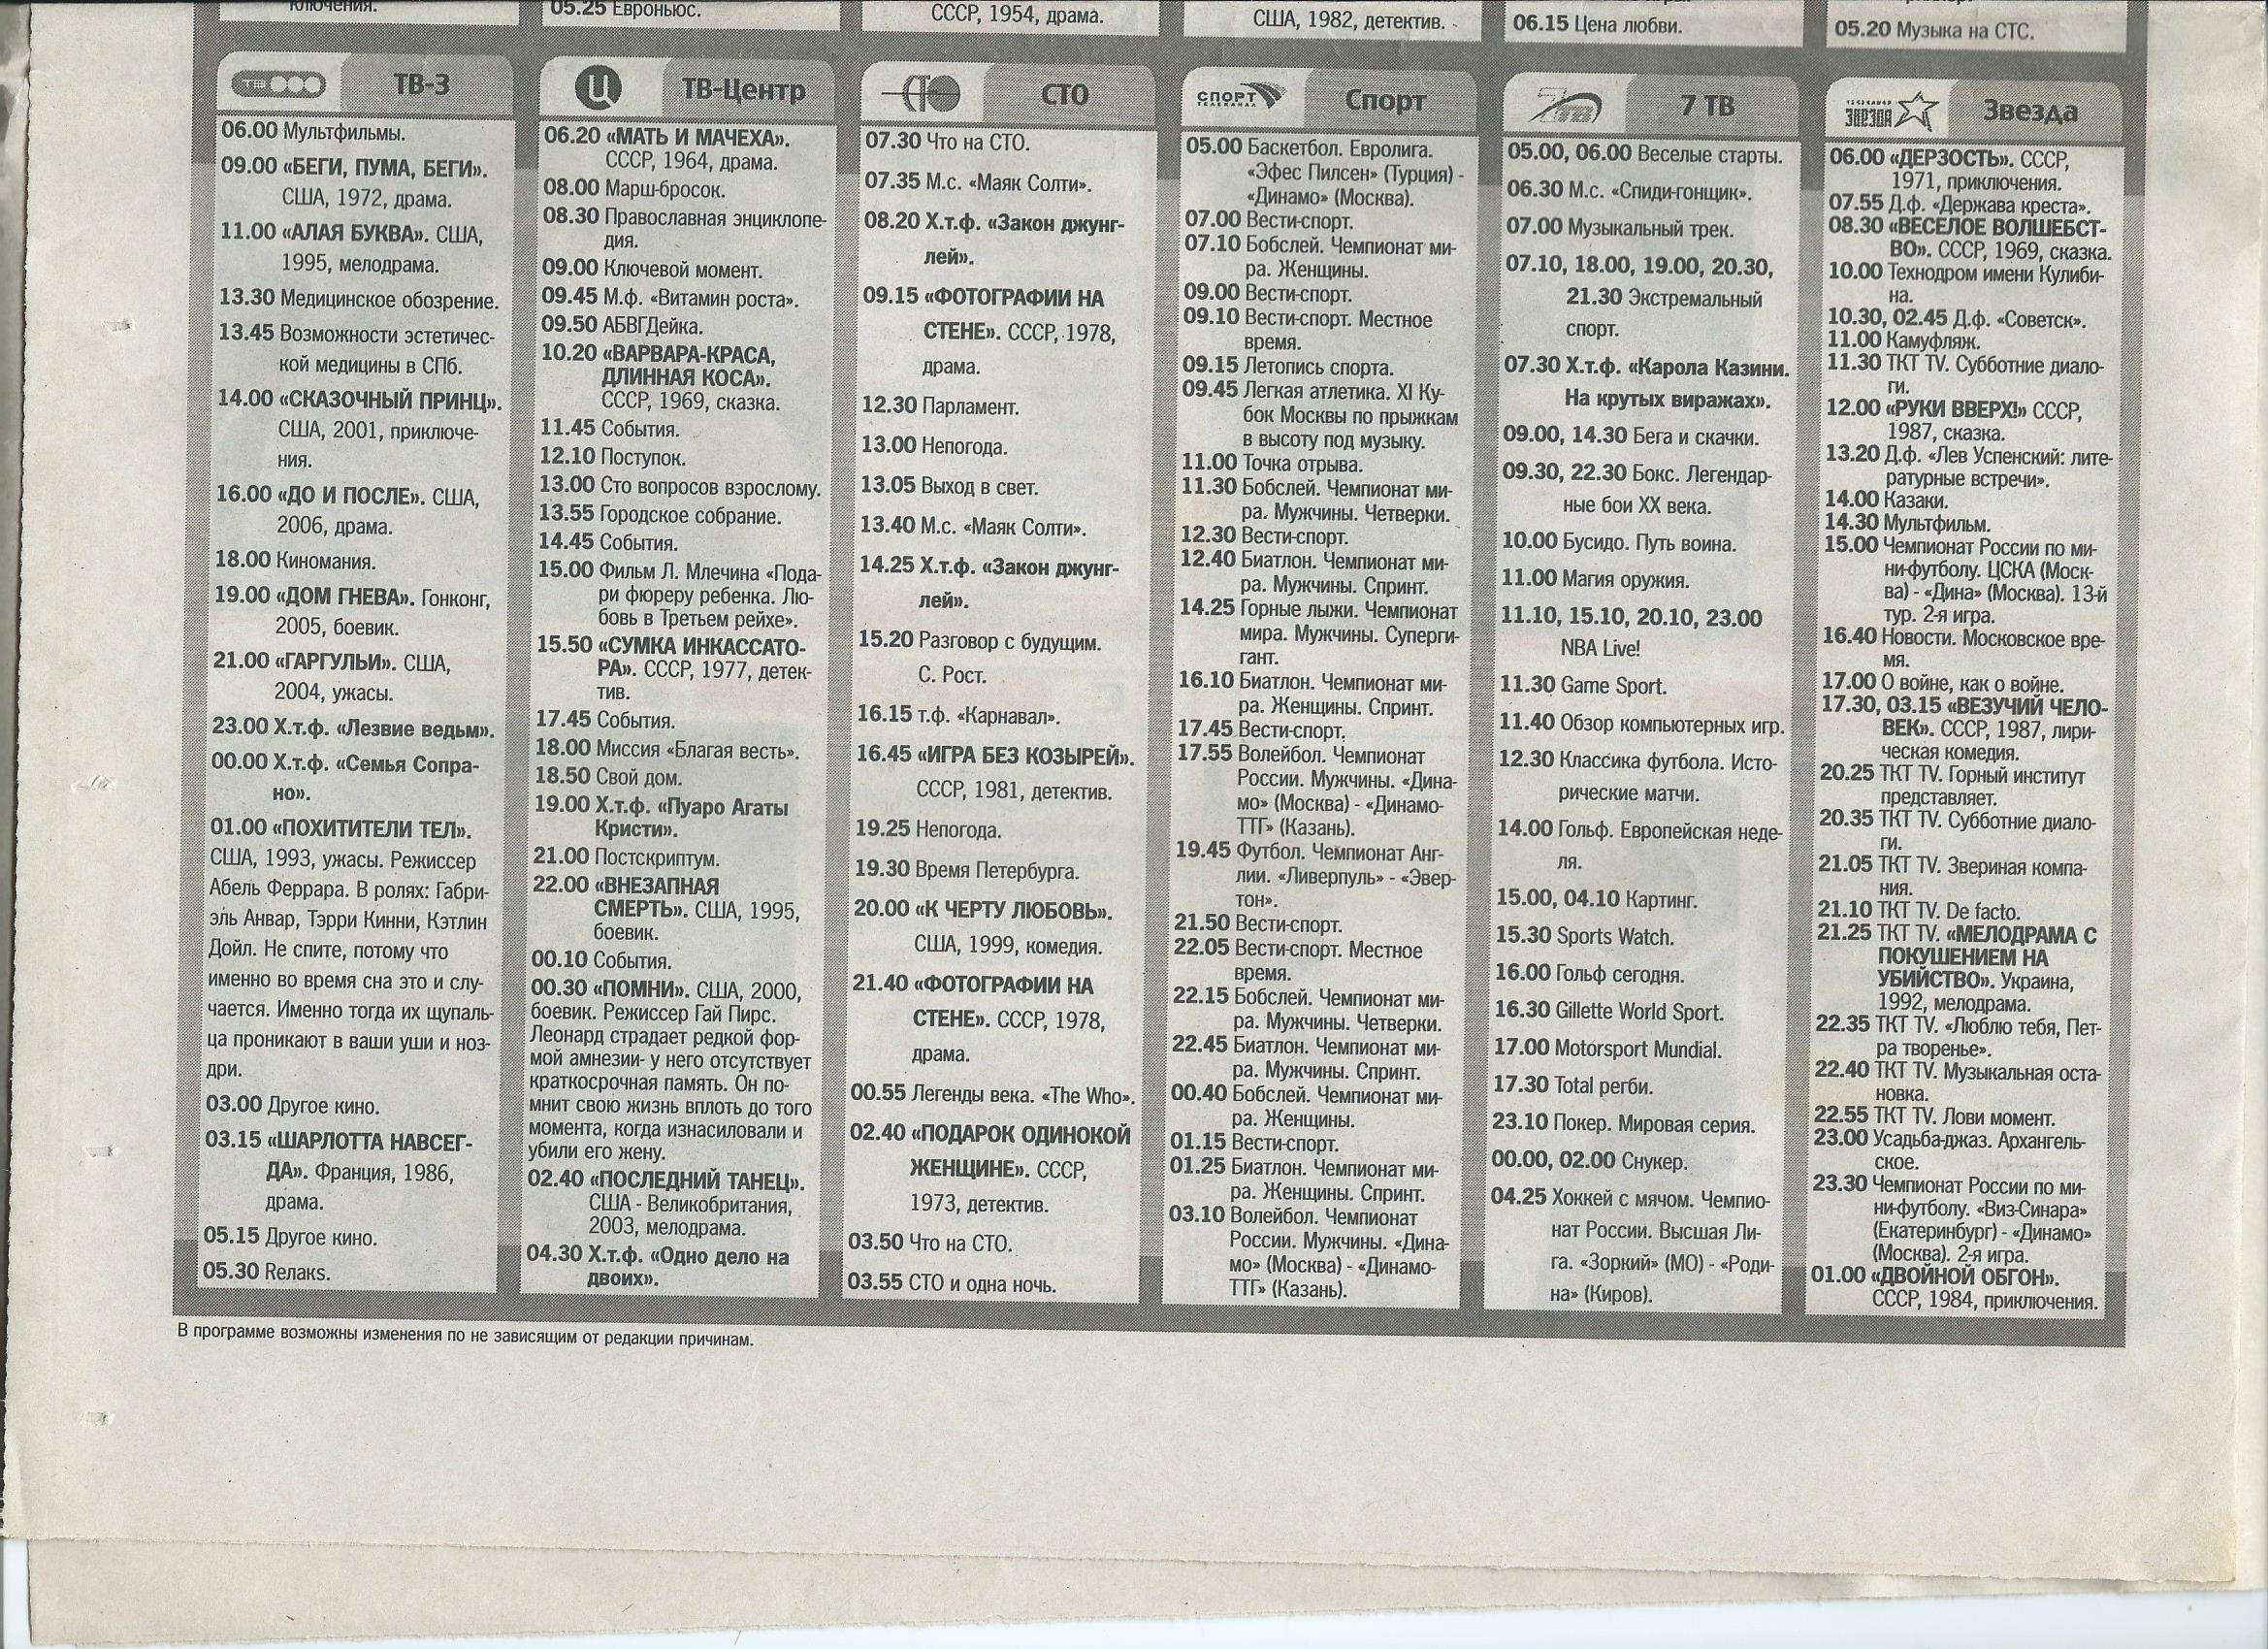 ключения.
05.25 Евроньюс.
СССР, 1954, драма.
США, 1982, детектив.
06.15 Цена любви.
05.20 Музыка на СТС.
ТВ-3
06.00 Мультфильмы.
09.00 «БЕГИ, ПУМА, БЕГИ».
США, 1972, драма.
11.00 «АЛАЯ БУКВА». США,
1995, мелодрама.
13.30 Медицинское обозрение.
13.45 Возможности эстетичес-
кой медицины в СПб.
14.00 «СКАЗОЧНЫЙ ПРИНЦ».
США, 2001, приключе-
ния.
16.00 «ДО И ПОСЛЕ». США,
2006, драма.
18.00 Киномания.
19.00 «ДОМ ГНЕВА». Гонконг,
2005, боевик.
21.00 «ГАРГУЛЬИ». США,
2004, ужасы.
23.00 Х.т.ф. «Лезвие ведьм».
00.00 Х.т.ф. «Семья Сопра-
но».
01.00 «ПОХИТИТЕЛИ ТЕЛ».
США, 1993, ужасы. Режиссер
Абель Феррара. В ролях: Габри-
эль Анвар, Тэрри Кинни, Кэтлин
Дойл. Не спите, потому что
именно во время сна это и слу-
чается. Именно тогда их щупаль-
ца проникают в ваши уши и ноз-
дри.
03.00 Другое кино.
03.15 «ШАРЛОТТА НАВСЕГ-
ДА». Франция, 1986,
драма.
05.15 Другое кино.
05.30 Relaкs.
Ц ТВ-Центр
06.20 «МАТЬ И МАЧЕХА».
СССР, 1964, драма.
08.00 Марш-бросок.
08.30 Православная энциклопе-
дия.
09.00 Ключевой момент.
09.45 М.ф. «Витамин роста».
09.50 АБВГДейка.
10.20 «ВАРВАРА-КРАСА,
ДЛИННАЯ КОСА».
СССР, 1969, сказка.
11.45 События.
12.10 Поступок.
13.00 Сто вопросов взрослому.
13.55 Городское собрание.
14.45 События.
15.00 Фильм Л. Млечина «Пода-
ри фюреру ребенка. Лю-
бовь в Третьем рейхе».
15.50 «СУМКА ИНКАССАТО-
РА». СССР, 1977, детек-
тив.
17.45 События.
18.00 Миссия «Благая весть».
18.50 Свой дом.
19.00 Х.т.ф. «Пуаро Агаты
Кристи».
21.00 Постскриптум.
22.00 «ВНЕЗАПНАЯ
СМЕРТЬ». США, 1995,
боевик.
00.10 События.
00.30 «ПОМНИ». США, 2000,
боевик. Режиссер Гай Пирс.
Леонард страдает редкой фор-
мой амнезии- у него отсутствует
краткосрочная память. Он по-
мнит свою жизнь вплоть до того
момента, когда изнасиловали и
убили его жену.
02.40 «ПОСЛЕДНИЙ ТАНЕЦ».
США - Великобритания,
2003, мелодрама.
04.30 Х.т.ф. «Одно дело на
двоих».
СТО СТО
07.30 Что на СТО.
07.35 М.с. «Маяк Солти».
08.20 Х.т.ф. «Закон джунг-
лей».
09.15 «ФОТОГРАФИИ НА
СТЕНЕ». СССР, 1978,
драма.
12.30 Парламент.
13.00 Непогода.
13.05 Выход в свет.
13.40 М.с. «Маяк Солти».
14.25 Х.т.ф. «Закон джунг-
лей».
15.20 Разговор с будущим.
С. Рост.
16.15 т.ф. «Карнавал».
16.45 «ИГРА БЕЗ КОЗЫРЕЙ».
СССР, 1981, детектив.
19.25 Непогода.
19.30 Время Петербурга.
20.00 «К ЧЕРТУ ЛЮБОВЬ».
США, 1999, комедия.
21.40 «ФОТОГРАФИИ НА
СТЕНЕ». СССР, 1978,
драма.
00.55 Легенды века. «The Who».
02.40 «ПОДАРОК ОДИНОКОЙ
ЖЕНЩИНЕ». СССР,
1973, детектив.
03.50 Что на СТО.
03.55 СТО и одна ночь.
СПОРТ
ТЕЛЕКАНАЛ
Спорт
05.00 Баскетбол. Евролига.
«Эфес Пилсен» (Турция) -
«Динамо» (Москва).
07.00 Вести-спорт.
07.10 Бобслей. Чемпионат ми-
ра. Женщины.
09.00 Вести-спорт.
09.10 Вести-спорт. Местное
время.
09.15 Летопись спорта.
09.45 Легкая атлетика. XI Ку-
бок Москвы по прыжкам
в высоту под музыку.
11.00 Точка отрыва.
11.30 Бобслей. Чемпионат ми-
ра. Мужчины. Четверки.
12.30 Вести-спорт.
12.40 Биатлон. Чемпионат ми-
ра. Мужчины. Спринт.
14.25 Горные лыжи. Чемпионат
мира. Мужчины. Суперги-
гант.
16.10 Биатлон. Чемпионат ми-
ра. Женщины. Спринт.
17.45 Вести-спорт.
17.55 Волейбол. Чемпионат
России. Мужчины. «Дина-
мо» (Москва) - «Динамо-
ТТГ» (Казань).
19.45 Футбол. Чемпионат Анг-
лии. «Ливерпуль» - «Эвер-
тон».
21.50 Вести-спорт.
22.05 Вести-спорт. Местное
время.
22.15 Бобслей. Чемпионат ми-
ра. Мужчины. Четверки.
22.45 Биатлон. Чемпионат ми-
ра. Мужчины. Спринт.
00.40 Бобслей. Чемпионат ми-
ра. Женщины.
01.15 Вести-спорт.
01.25 Биатлон. Чемпионат ми-
ра. Женщины. Спринт.
03.10 Волейбол. Чемпионат
России. Мужчины. «Дина-
мо» (Москва) - «Динамо-
ТТГ» (Казань).
7ТВ 7 ТВ
05.00, 06.00 Веселые старты.
06.30 М.с. «Спиди-гонщик».
07.00 Музыкальный трек.
07.10, 18.00, 19.00, 20.30,
21.30 Экстремальный
спорт.
07.30 Х.т.ф. «Карола Казини.
На крутых виражах».
09.00, 14.30 Бега и скачки.
09.30, 22.30 Бокс. Легендар-
ные бои XX века.
10.00 Бусидо. Путь воина.
11.00 Магия оружия.
11.10, 15.10, 20.10, 23.00
NBA Live!
11.30 Game Sport.
11.40 Обзор компьютерных игр.
12.30 Классика футбола. Исто-
рические матчи.
14.00 Гольф. Европейская неде-
ля.
15.00, 04.10 Картинг.
15.30 Sports Watch.
16.00 Гольф сегодня.
16.30 Gillette World Sport.
17.00 Motorsport Mundial.
17.30 Total регби.
23.10 Покер. Мировая серия.
00.00, 02.00 Снукер.
04.25 Хоккей с мячом. Чемпио-
нат России. Высшая Ли-
га. «Зоркий» (МО) - «Роди-
на» (Киров).
ТЕЛЕКАНАЛ
ЗВЕЗДА
Звезда
06.00 «ДЕРЗОСТЬ». СССР,
1971, приключения.
07.55 Д.ф. «Держава креста».
08.30 «ВЕСЕЛОЕ ВОЛШЕБСТ-
ВО». СССР, 1969, сказка.
10.00 Технодром имени Кулиби-
на.
10.30, 02.45 Д.ф. «Советск».
11.00 Камуфляж.
11.30 ТКТ TV. Субботние диало-
ги.
12.00 «РУКИ ВВЕРХ!» СССР,
1987, сказка.
13.20 Д.ф. «Лев Успенский: лите-
ратурные встречи».
14.00 Казаки.
14.30 Мультфильм.
15.00 Чемпионат России по ми-
ни-футболу. ЦСКА (Моск-
ва) - «Дина» (Москва). 13-й
тур. 2-я игра.
16.40 Новости. Московское вре-
мя.
17.00 О войне, как о войне.
17.30, 03.15 «ВЕЗУЧИЙ ЧЕЛО-
ВЕК». СССР, 1987, лири-
ческая комедия.
20.25 ТКТ TV. Горный институт
представляет.
20.35 ТКТ TV. Субботние диало-
ги.
21.05 ТКТ TV. Звериная компа-
ния.
21.10 ТКТ TV. De facto.
21.25 ТКТ TV. «МЕЛОДРАМА С
ПОКУШЕНИЕМ НА
УБИЙСТВО». Украина,
1992, мелодрама.
22.35 ТКТ TV. «Люблю тебя, Пет-
ра творенье».
22.40 ТКТ TV. Музыкальная оста-
новка.
22.55 ТКТ TV. Лови момент.
23.00 Усадьба-джаз. Архангель-
ское.
23.30 Чемпионат России по ми-
ни-футболу. «Виз-Синара»
(Екатеринбург) - «Динамо»
(Москва). 2-я игра.
01.00 «ДВОЙНОЙ ОБГОН».
СССР, 1984, приключения.
В программе возможны изменения по не зависящим от редакции причинам.